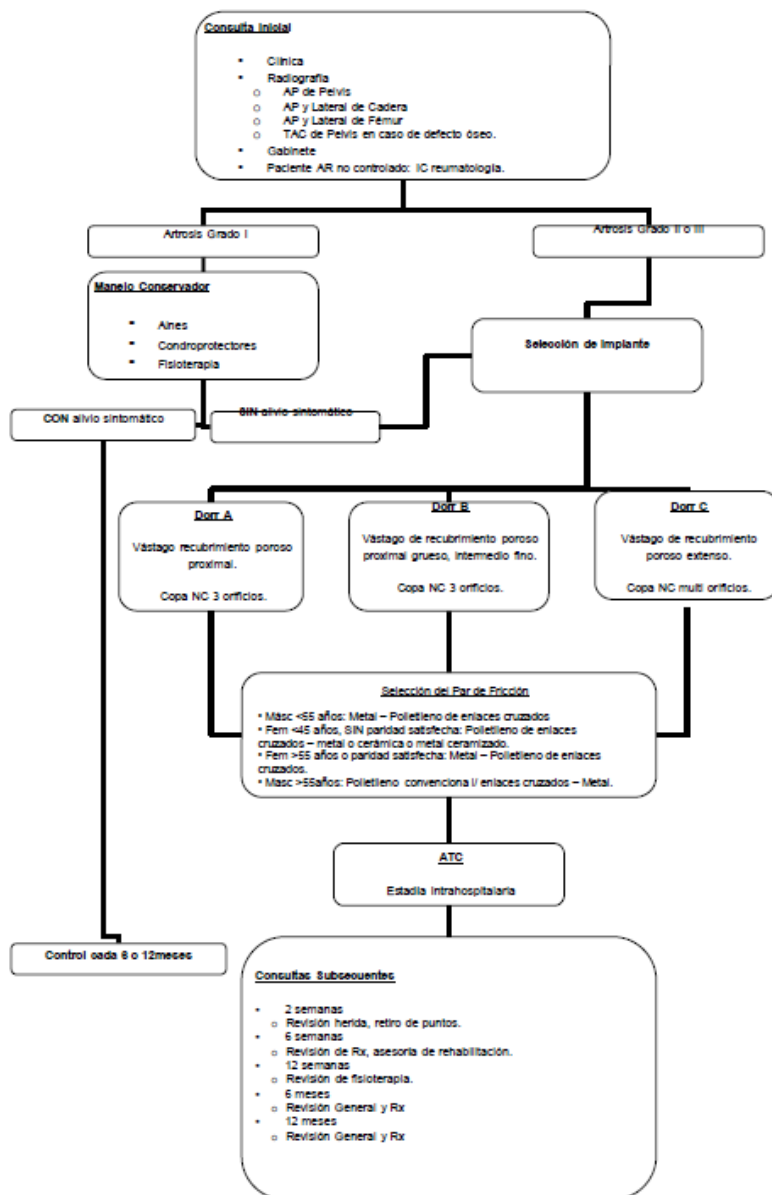 Consulta Inicial
• Clínica
• Radiografía
o AP de Pelvis
o AP y Lateral de Cadera
o AP y Lateral de Fémur
o TAC de Pelvis en caso de defecto óseo.
• Gabinete
• Paciente AR no controlado: IC reumatología.
Artrosis Grado I
Artrosis Grado II o III
Manejo Conservador
• Aines
• Condroprotectores
• Fisioterapia
Selección de Implante
CON alivio sintomático
SIN alivio sintomático
Dorr A
Vástago recubrimiento poroso
proximal.
Copa NC 3 orificios.
Dorr B
Vástago de recubrimiento poroso
proximal grueso, intermedio fino.
Copa NC 3 orificios.
Dorr C
Vástago de recubrimiento
poroso extenso.
Copa NC multi orificios.
Selección del Par de Fricción
• Másc <55 años: Metal – Polietileno de enlaces cruzados
• Fem <45 años, SIN paridad satisfecha: Polietileno de enlaces
cruzados – metal o cerámica o metal ceramizado.
• Fem >55 años o paridad satisfecha: Metal – Polietileno de enlaces
cruzados.
• Masc >55años: Polietileno convenciona l/ enlaces cruzados – Metal.
ATC
Estadía Intrahospitalaria
Control cada 6 o 12meses
Consultas Subsecuentes
• 2 semanas
o Revisión herida, retiro de puntos.
• 6 semanas
o Revisión de Rx, asesoría de rehabilitación.
• 12 semanas
o Revisión de fisioterapia.
• 6 meses
o Revisión General y Rx
• 12 meses
o Revisión General y Rx